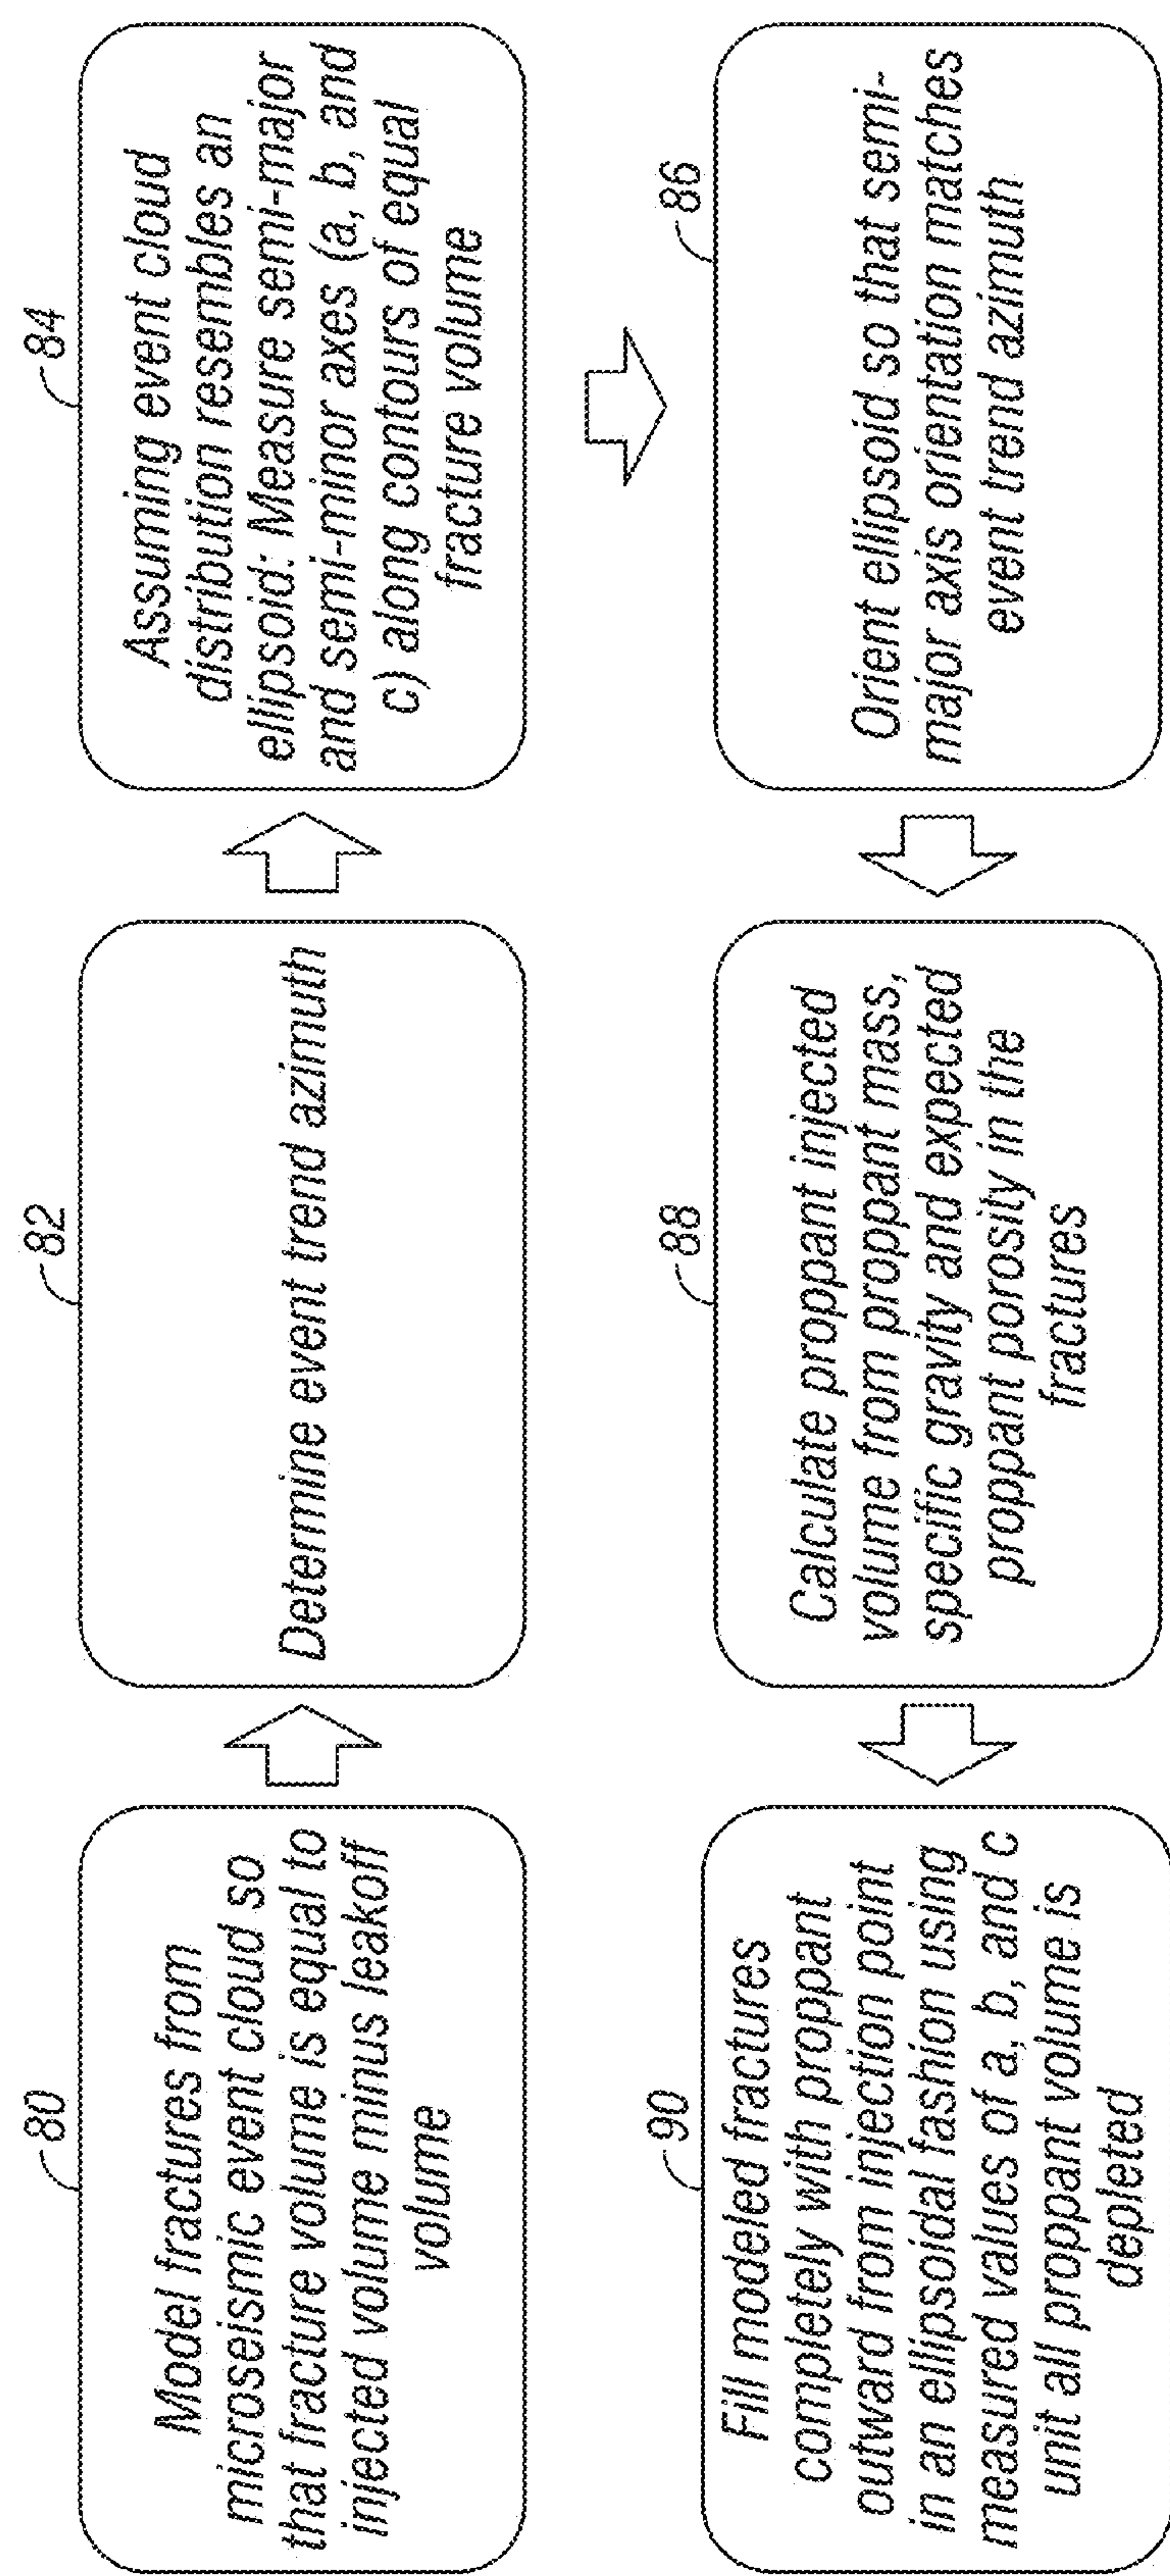 80
Model fractures from
microseismic event cloud so
that fracture volume is equal to
injected volume minus leakoff
volume
82
Determine event trend azimuth
84
Assuming event cloud
distribution resembles an
ellipsoid: Measure semi-major
and semi-minor axes (a, b, and
c) along contours of equal
fracture volume
86
Orient ellipsoid so that semi-
major axis orientation matches
event trend azimuth
88
Calculate proppant injected
volume from proppant mass,
specific gravity and expected
proppant porosity in the
fractures
90
Fill modeled fractures
completely with proppant
outward from injection point
in an ellipsoidal fashion using
measured values of a, b, and c
unit all proppant volume is
depleted